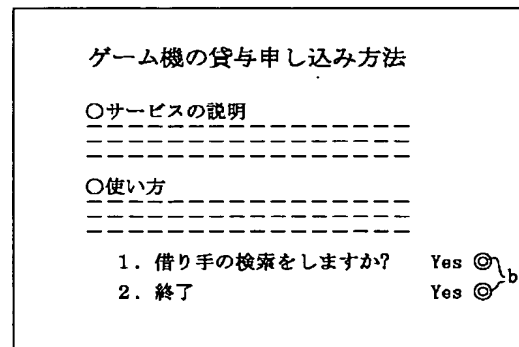 ゲーム機の貸与申し込み方法
○サービスの説明
○使い方
1. 借り手の検索をしますか? Yes ◎
2. 終了 Yes ◎
b